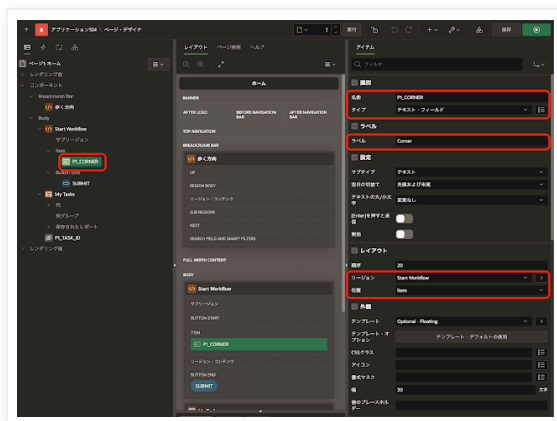 アプリケーション524 \ ページ・デザイナ
1
実行
保存
ページ1: ホーム
レンダリング前
コンポーネント
Breadcrumb Bar
歩く方向
Body
Start Workflow
サブリージョン
Item
P1_CORNER
Button End
SUBMIT
My Tasks
列
列グループ
保存されたレポート
P1_TASK_ID
レンダリング後
レイアウト
ページ検索
ヘルプ
ホーム
BANNER
AFTER LOGO
BEFORE NAVIGATION BAR
AFTER NAVIGATION BAR
TOP NAVIGATION
BREADCRUMB BAR
歩く方向
UP
REGION BODY
リージョン・コンテンツ
SUB REGIONS
NEXT
SEARCH FIELD AND SMART FILTERS
FULL WIDTH CONTENT
BODY
Start Workflow
サブリージョン
BUTTON START
ITEM
P1_CORNER
リージョン・コンテンツ
BUTTON END
SUBMIT
アイテム
フィルタ
識別
名前 P1_CORNER
タイプ テキスト・フィールド
ラベル
ラベル Corner
設定
サブタイプ テキスト
空白の切捨て 先頭および末尾
テキストの大/小文字 変更なし
[Enter]を押すと送信
無効
レイアウト
順序 20
リージョン Start Workflow
位置 Item
外観
テンプレート Optional - Floating
テンプレート・オプション テンプレート・デフォルトの使用
CSSクラス
アイコン
書式マスク
幅 30 文字
値のプレースホルダー